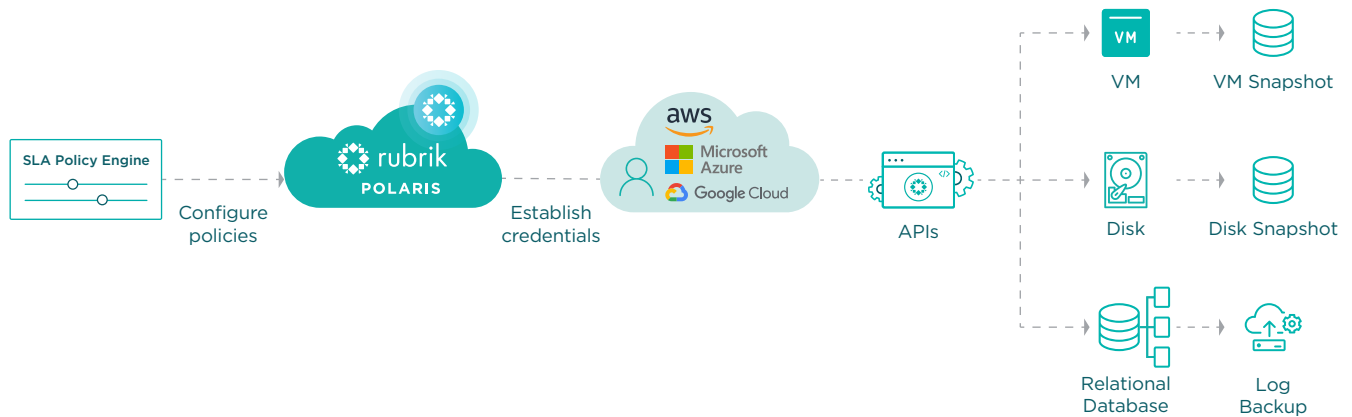 SLA Policy Engine
Configure
policies
rubrik
POLARIS
Establish
credentials
aws
Microsoft
Azure
Google Cloud
</>
APIs
VM
VM
VM Snapshot
Disk
Disk Snapshot
Relational
Database
Log
Backup